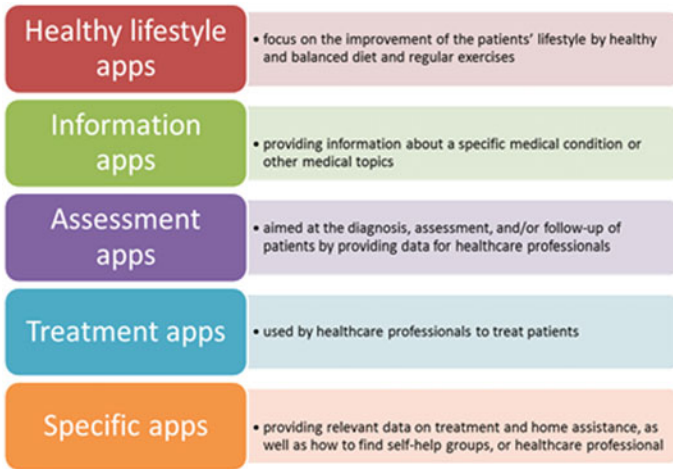 Healthy lifestyle
apps
• focus on the improvement of the patients' lifestyle by healthy
and balanced diet and regular exercises
Information
apps
• providing information about a specific medical condition or
other medical topics
Assessment
apps
• aimed at the diagnosis, assessment, and/or follow-up of
patients by providing data for healthcare professionals
Treatment apps
• used by healthcare professionals to treat patients
Specific apps
• providing relevant data on treatment and home assistance, as
well as how to find self-help groups, or healthcare professional